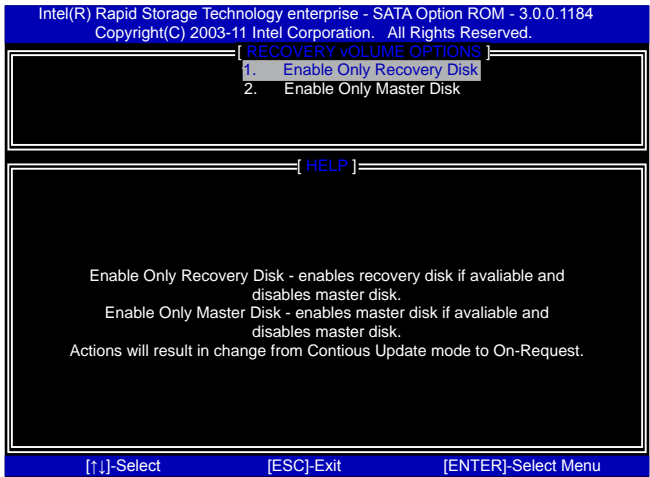 Intel(R) Rapid Storage Technology enterprise - SATA Option ROM - 3.0.0.1184
Copyright(C) 2003-11 Intel Corporation. All Rights Reserved.
[ RECOVERY vOLUME OPTIONS ]
1. Enable Only Recovery Disk
2. Enable Only Master Disk
[ HELP ]
Enable Only Recovery Disk - enables recovery disk if avaliable and
disables master disk.
Enable Only Master Disk - enables master disk if avaliable and
disables master disk.
Actions will result in change from Contious Update mode to On-Request.
[↑↓]-Select [ESC]-Exit [ENTER]-Select Menu